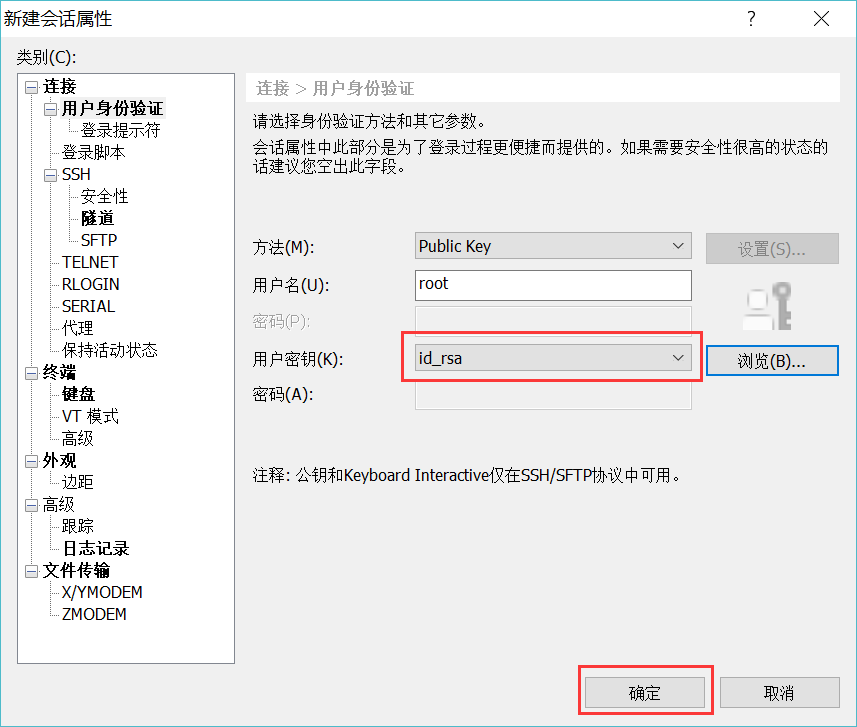 新建会话属性
?
类别(C):
连接
用户身份验证
登录提示符
登录脚本
SSH
安全性
隧道
SFTP
TELNET
RLOGIN
SERIAL
代理
保持活动状态
终端
键盘
VT 模式
高级
外观
边距
高级
跟踪
日志记录
文件传输
X/YMODEM
ZMODEM
连接 > 用户身份验证
请选择身份验证方法和其它参数。
会话属性中此部分是为了登录过程更便捷而提供的。如果需要安全性很高的状态的
话建议您空出此字段。
方法(M):
Public Key
设置(S)...
用户名(U):
root
密码(P):
用户密钥(K):
id_rsa
浏览(B)...
密码(A):
注释: 公钥和Keyboard Interactive仅在SSH/SFTP协议中可用。
确定
取消